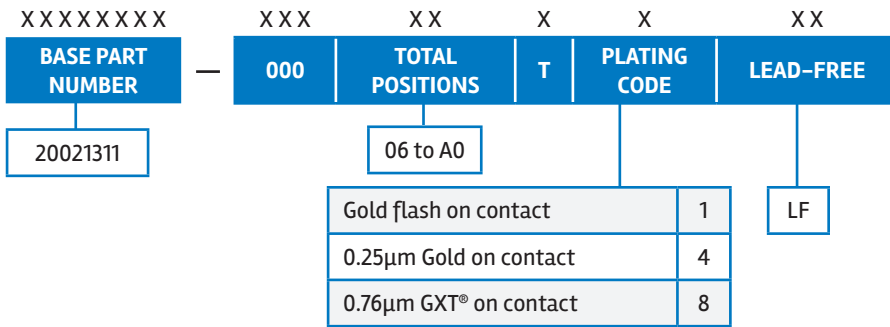 XXXXXXXX XXX XX X X XX
BASE PART NUMBER — 000 TOTAL POSITIONS T PLATING CODE LEAD-FREE
20021311
06 to A0
Gold flash on contact 1
LF
0.25µm Gold on contact 4
0.76µm GXT® on contact 8